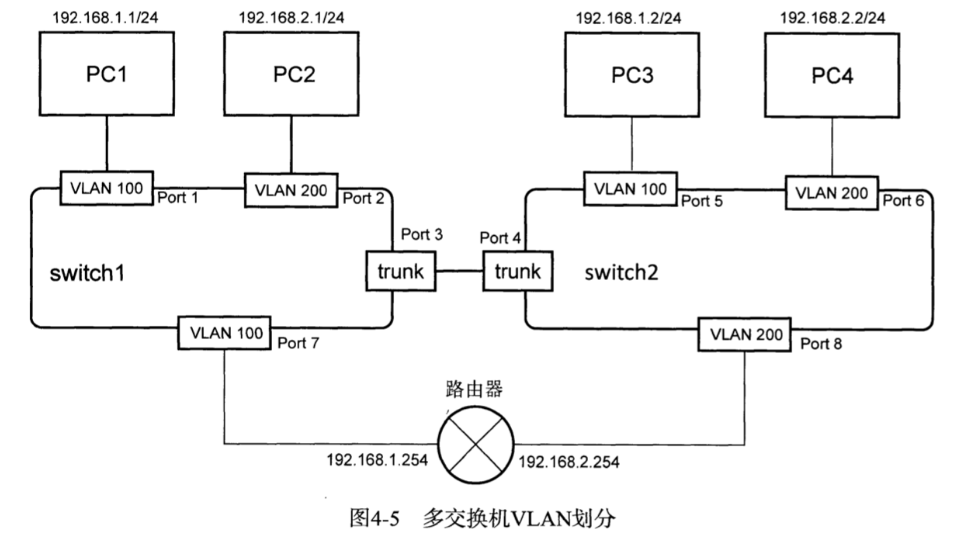 192.168.1.1/24
192.168.2.1/24
192.168.1.2/24
192.168.2.2/24
PC1
PC2
PC3
PC4
VLAN 100
Port 1
VLAN 200
Port 2
VLAN 100
Port 5
VLAN 200
Port 6
Port 3
Port 4
switch1
trunk
trunk
switch2
VLAN 100
Port 7
VLAN 200
Port 8
路由器
192.168.1.254
192.168.2.254
图4-5 多交换机VLAN划分